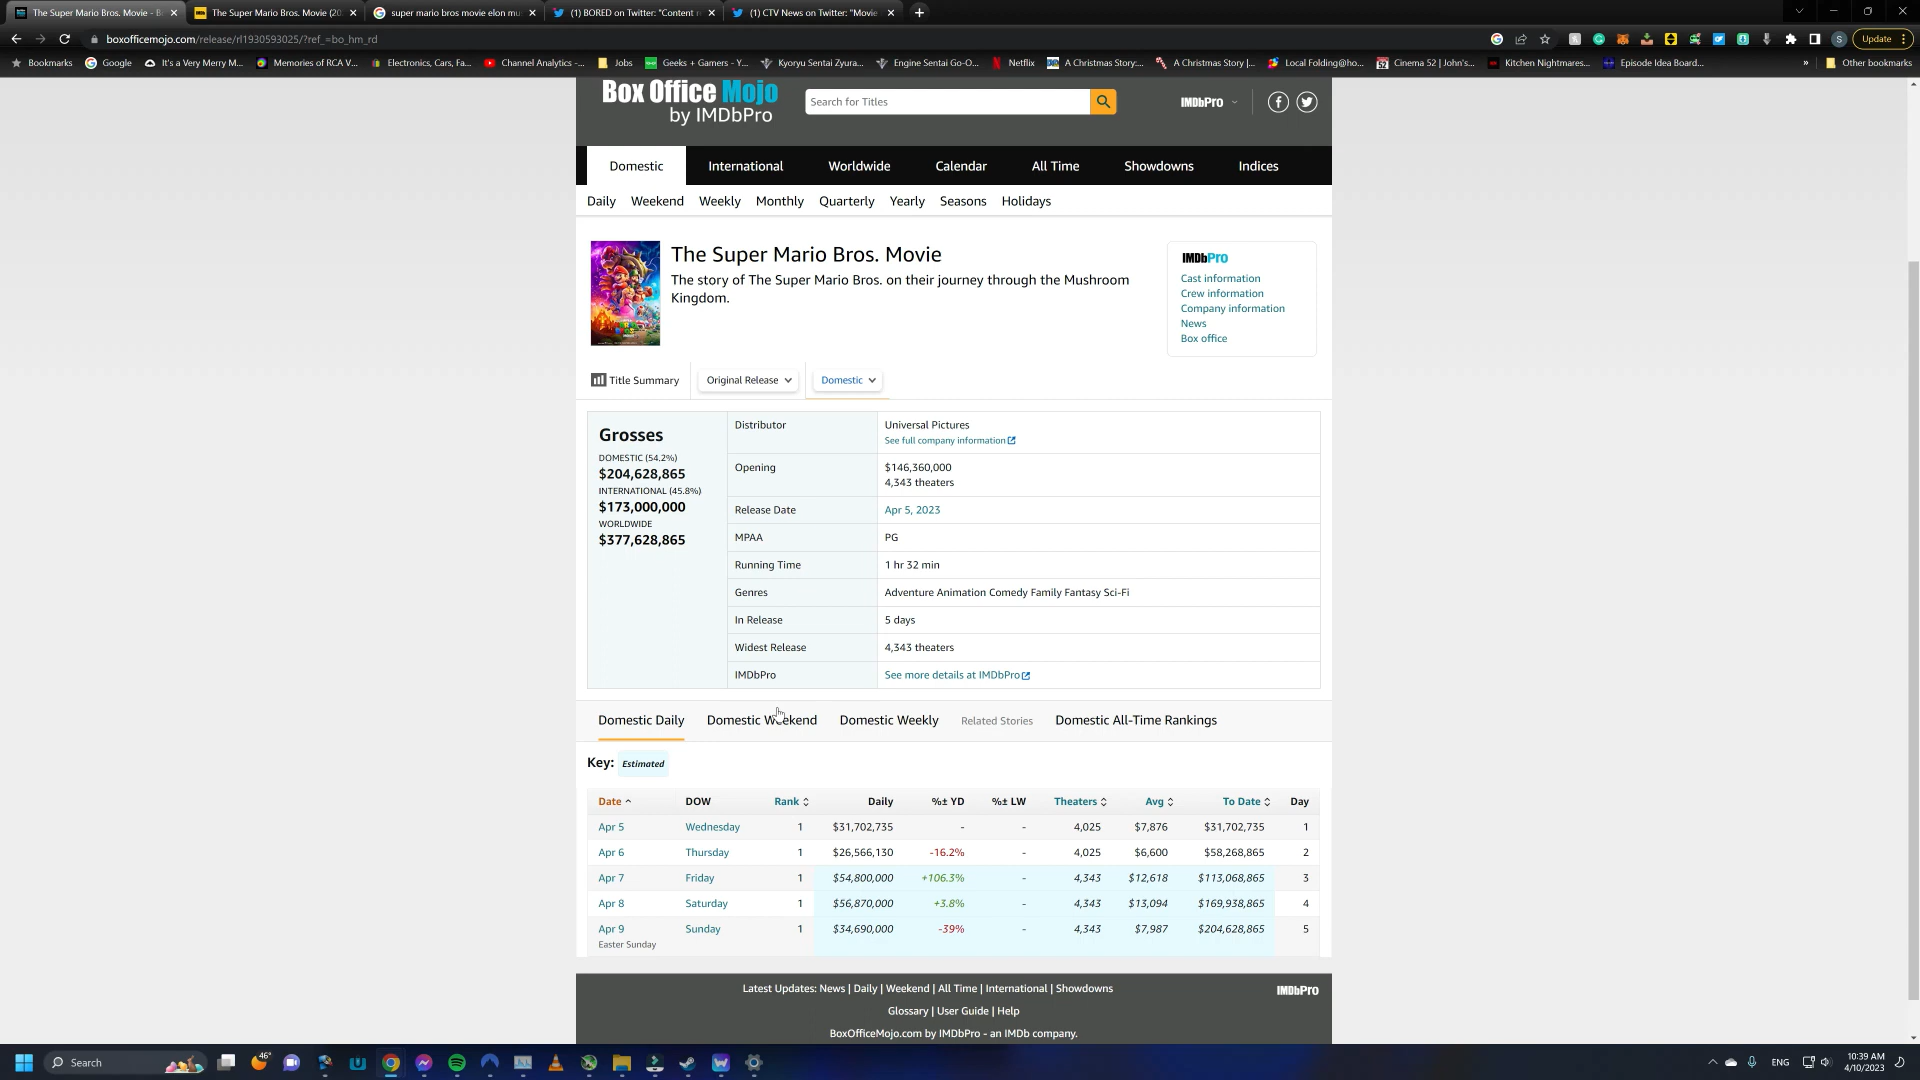 The Super Mario Bros. Movie - B
The Super Mario Bros. Movie (20
super mario bros movie elon mu
(1) BORED on Twitter: "Content
(1) CTV News on Twitter: "Movie
boxofficemojo.com/release/rl1930593025/?ref_=bo_hm_rd
Update
Bookmarks
Google
It's a Very Merry M...
Memories of RCA V...
Electronics, Cars, Fa...
Channel Analytics -...
Jobs
Geeks + Gamers - Y...
Kyoryu Sentai Zyura...
Engine Sentai Go-O...
Netflix
A Christmas Story:...
A Christmas Story |...
Local Folding@ho...
Cinema 52 | John's...
Kitchen Nightmares...
Episode Idea Board...
Other bookmarks
Box Office Mojo
by IMDbPro
Search for Titles
IMDbPro
Domestic International Worldwide Calendar All Time Showdowns Indices
Daily Weekend Weekly Monthly Quarterly Yearly Seasons Holidays
The Super Mario Bros. Movie
The story of The Super Mario Bros. on their journey through the Mushroom
Kingdom.
IMDbPro
Cast information
Crew information
Company information
News
Box office
Title Summary
Original Release
Domestic
Grosses
DOMESTIC (54.2%)
$204,628,865
INTERNATIONAL (45.8%)
$173,000,000
WORLDWIDE
$377,628,865
Distributor
Universal Pictures
See full company information
Opening
$146,360,000
4,343 theaters
Release Date Apr 5, 2023
MPAA PG
Running Time 1 hr 32 min
Genres Adventure Animation Comedy Family Fantasy Sci-Fi
In Release 5 days
Widest Release 4,343 theaters
IMDbPro See more details at IMDbPro
Domestic Daily Domestic Weekend Domestic Weekly Related Stories Domestic All-Time Rankings
Key: Estimated
Date DOW Rank Daily %± YD %± LW Theaters Avg To Date Day
Apr 5 Wednesday 1 $31,702,735 - - 4,025 $7,876 $31,702,735 1
Apr 6 Thursday 1 $26,566,130 -16.2% - 4,025 $6,600 $58,268,865 2
Apr 7 Friday 1 $54,800,000 +106.3% - 4,343 $12,618 $113,068,865 3
Apr 8 Saturday 1 $56,870,000 +3.8% - 4,343 $13,094 $169,938,865 4
Apr 9 Sunday 1 $34,690,000 -39% - 4,343 $7,987 $204,628,865 5
Easter Sunday
Latest Updates: News | Daily | Weekend | All Time | International | Showdowns
IMDbPro
Glossary | User Guide | Help
BoxOfficeMojo.com by IMDbPro - an IMDb company.
Search
46°
ENG
10:39 AM
4/10/2023